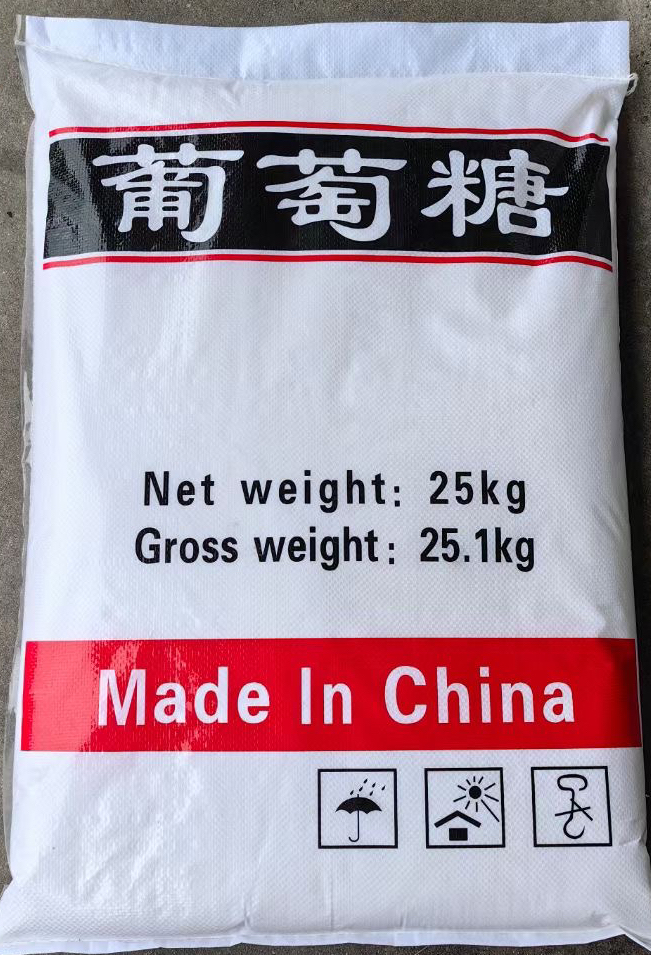 葡萄糖
Net weight: 25kg
Gross weight: 25.1kg
Made In China